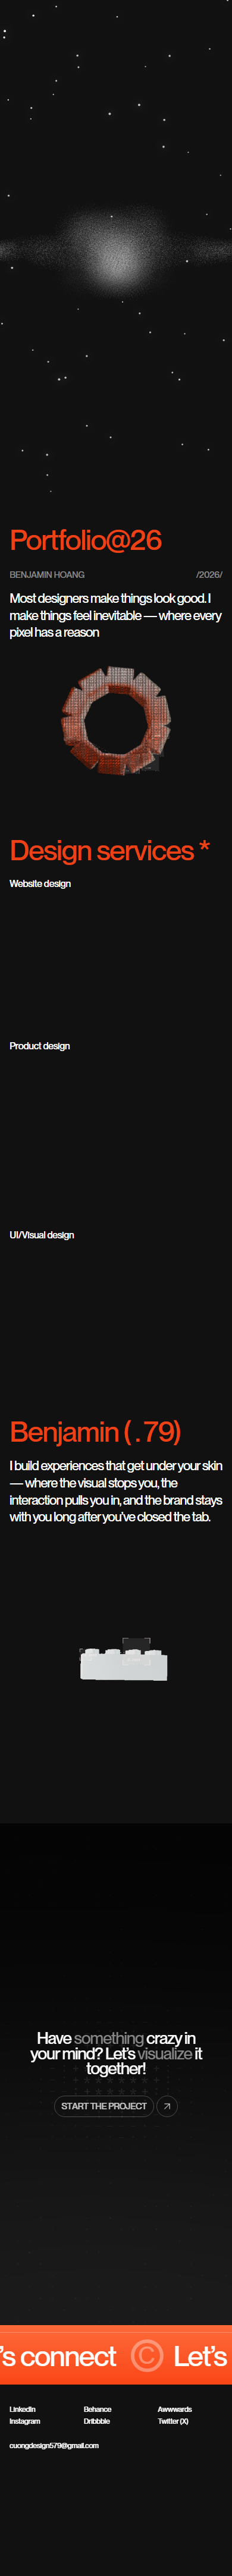 Portfolio@26
BENJAMIN HOANG
/2026/
Most designers make things look good. I
make things feel inevitable — where every
pixel has a reason
Design services *
Website design
Product design
UI/Visual design
Benjamin ( . 79)
I build experiences that get under your skin
— where the visual stops you, the
interaction pulls you in, and the brand stays
with you long after you've closed the tab.
Have something crazy in
your mind? Let's visualize it
together!
START THE PROJECT
's connect © Let's
LinkedIn
Behance
Awwwards
Instagram
Dribbble
Twitter (X)
cuongdesign579@gmail.com